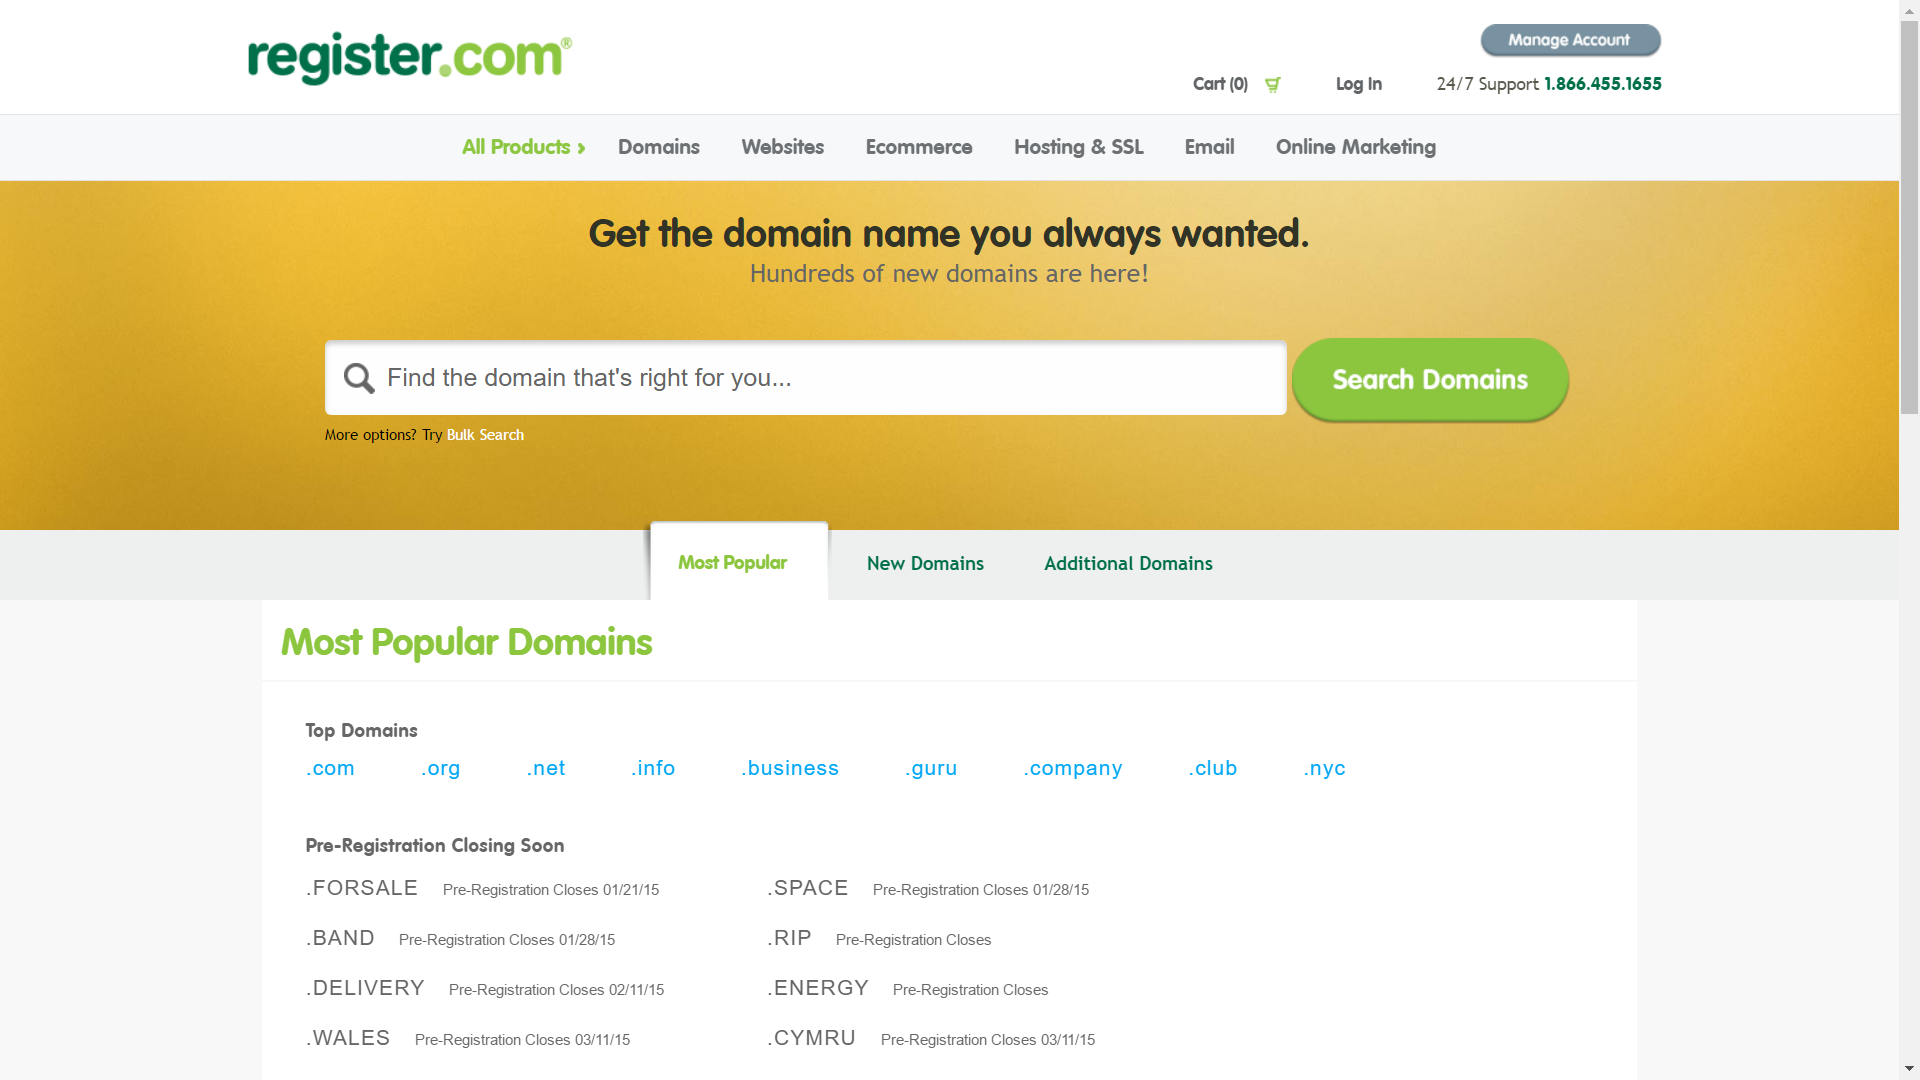 register.com®
Manage Account
Cart (0)
Log In
24/7 Support 1.866.455.1655
All Products ›
Domains
Websites
Ecommerce
Hosting & SSL
Email
Online Marketing
Get the domain name you always wanted.
Hundreds of new domains are here!
Find the domain that's right for you...
Search Domains
More options? Try Bulk Search
Most Popular
New Domains
Additional Domains
Most Popular Domains
Top Domains
.com .org .net .info .business .guru .company .club .nyc
Pre-Registration Closing Soon
.FORSALE Pre-Registration Closes 01/21/15
.SPACE Pre-Registration Closes 01/28/15
.BAND Pre-Registration Closes 01/28/15
.RIP Pre-Registration Closes
.DELIVERY Pre-Registration Closes 02/11/15
.ENERGY Pre-Registration Closes
.WALES Pre-Registration Closes 03/11/15
.CYMRU Pre-Registration Closes 03/11/15